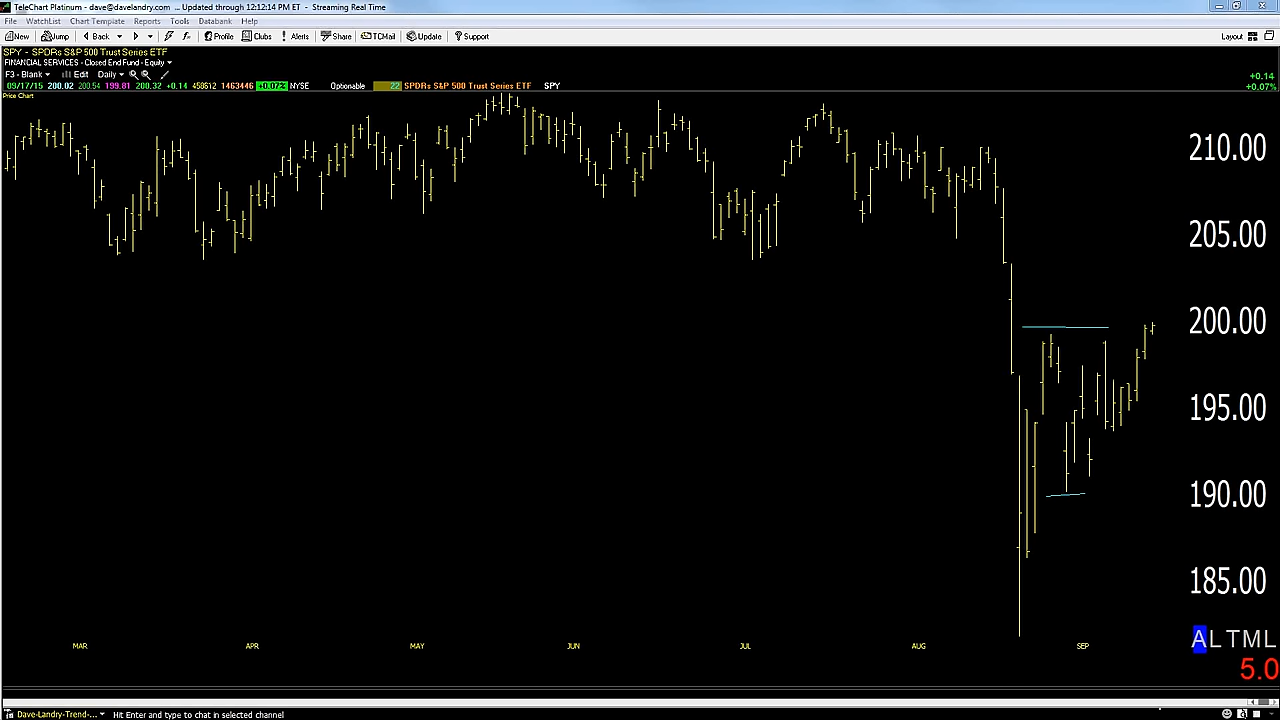 TeleChart Platinum - dave@davelandry.com ... Updated through 12:12:14 PM ET - Streaming Real Time
File WatchList Chart Template Reports Tools Databank Help
New Jump Back Profile Clubs Alerts Share TCMail Update Support Layout
SPY - SPDRs S&P 500 Trust Series ETF
FINANCIAL SERVICES - Closed End Fund - Equity
F3 - Blank Edit Daily
+0.14
09/17/15 200.02 200.54 199.81 200.32 +0.14 458612 1463446 +0.07% NYSE Optionable 22 SPDRs S&P 500 Trust Series ETF SPY
+0.07%
Price Chart
210.00
205.00
200.00
195.00
190.00
185.00
ALTML
MAR APR MAY JUN JUL AUG SEP
5.0
Dave-Landry-Trend-... Hit Enter and type to chat in selected channel